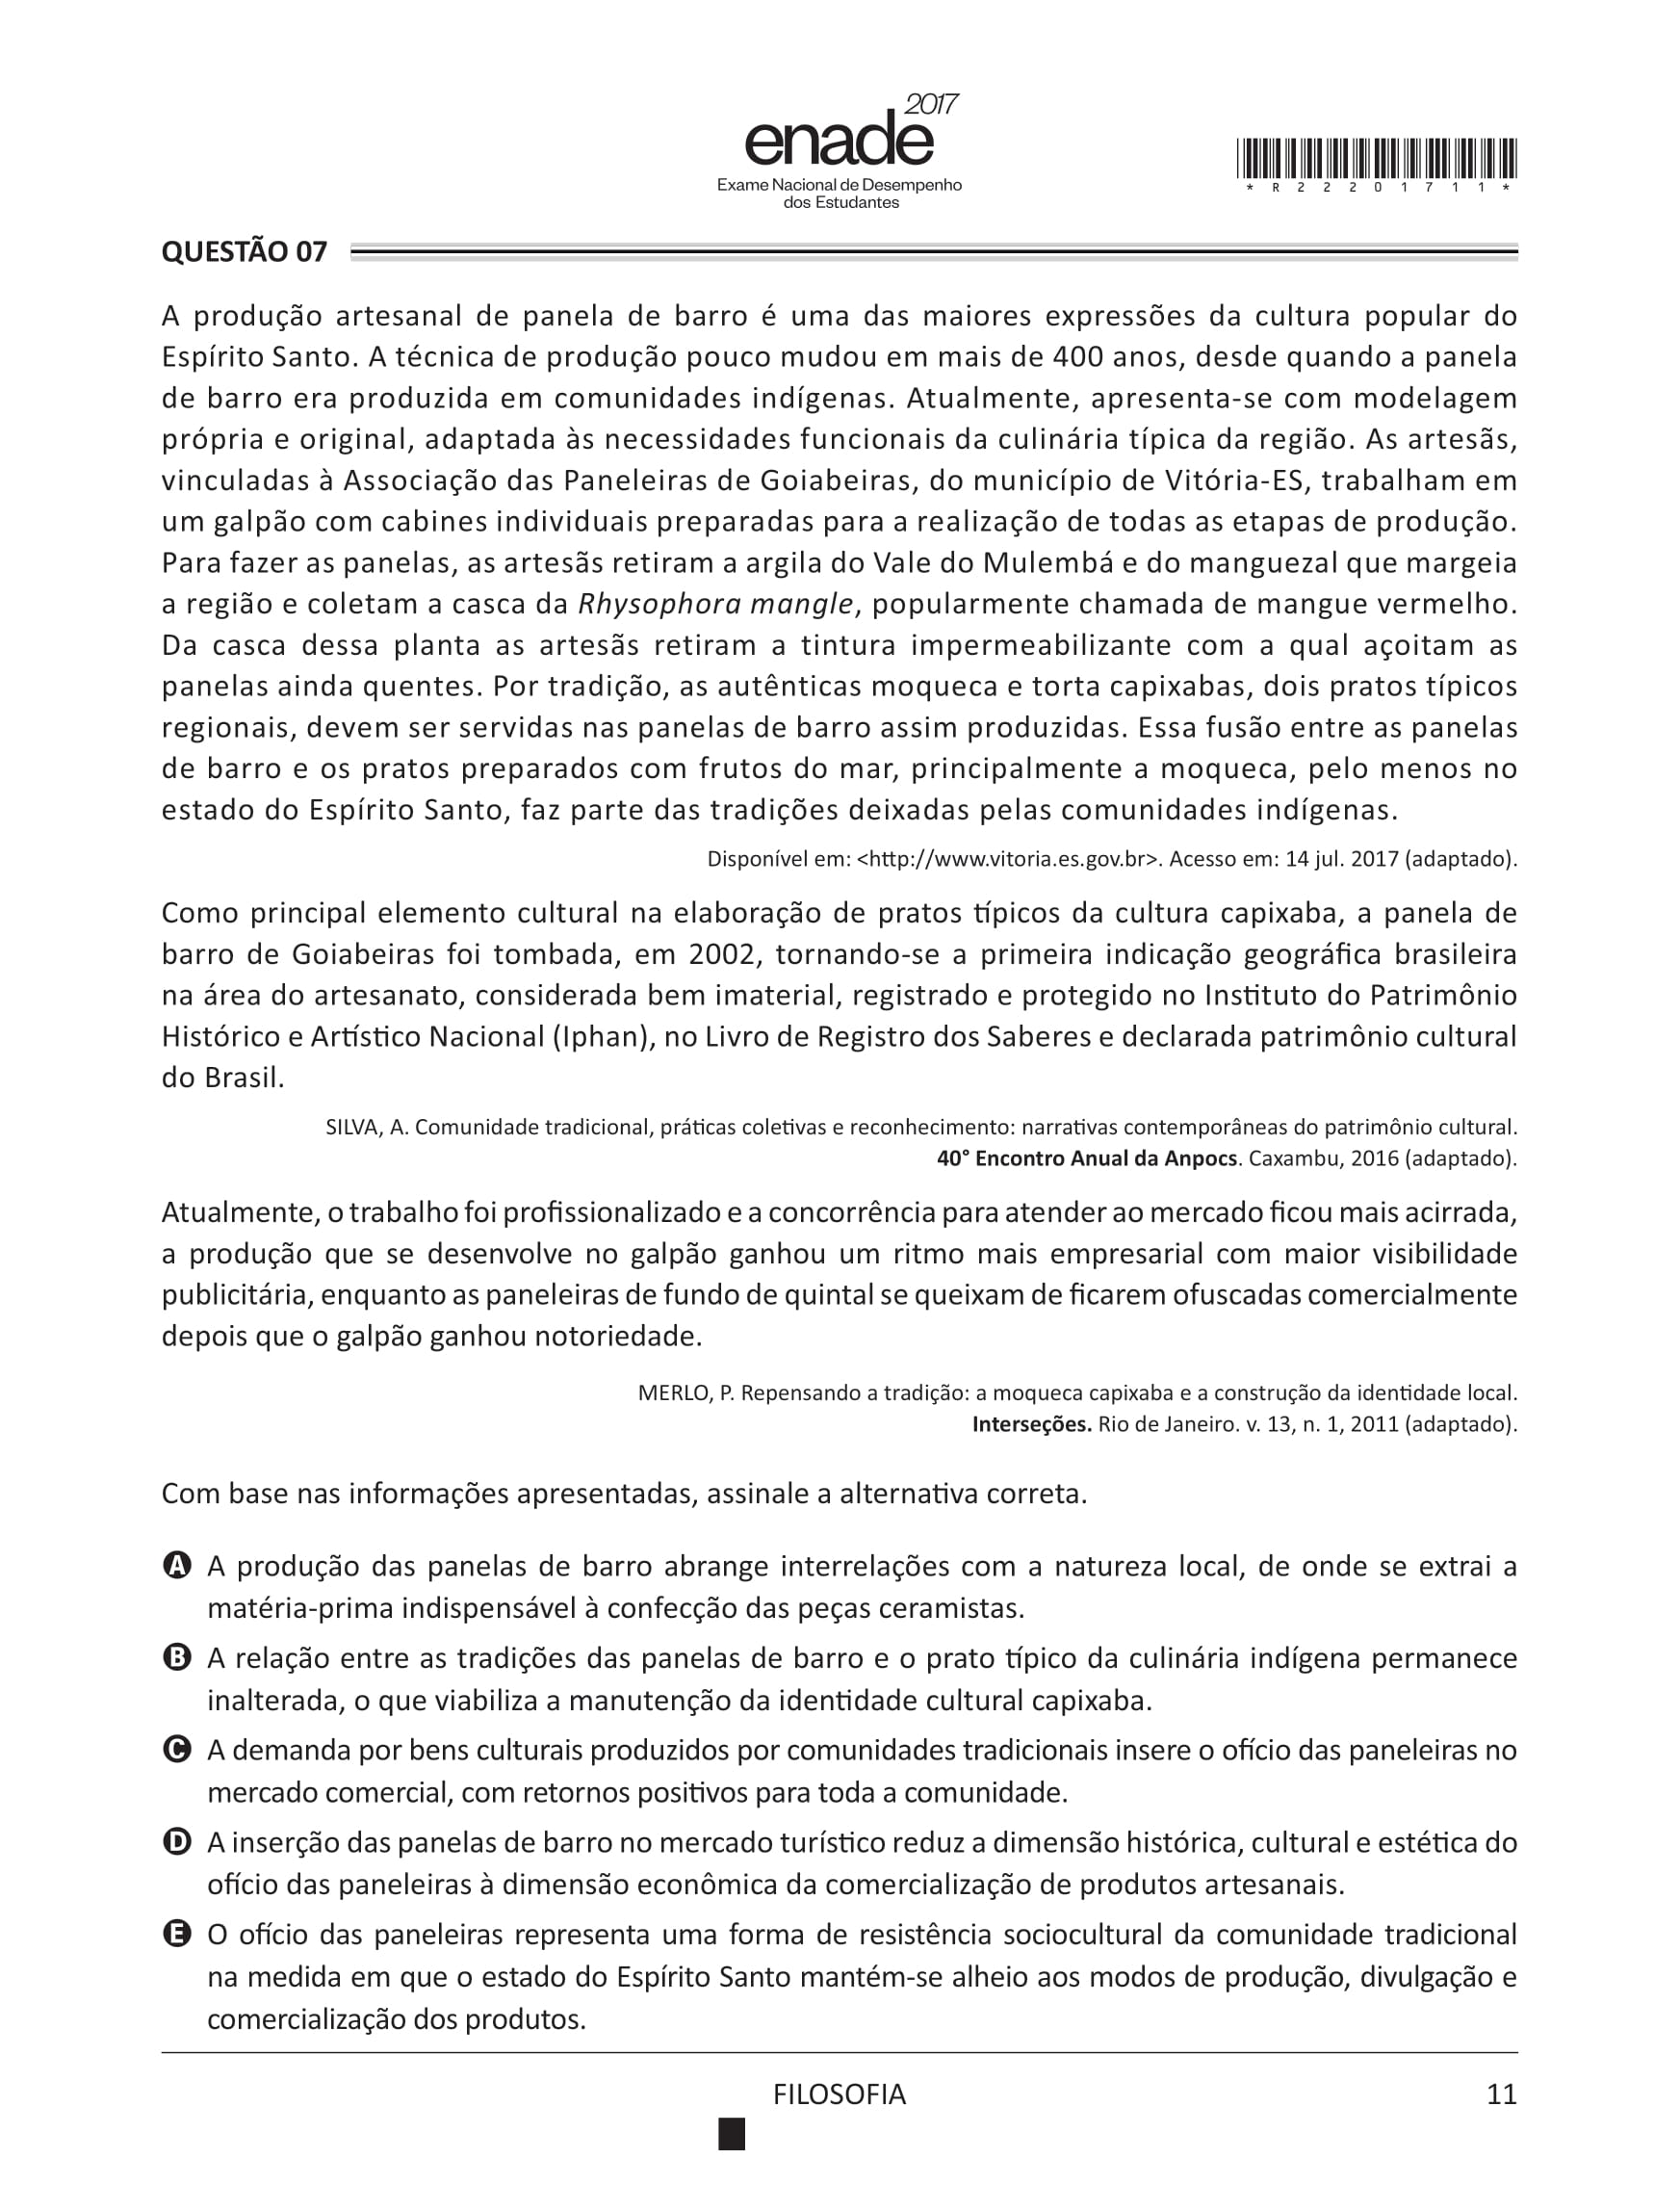 enade 2017
Exame Nacional de Desempenho
dos Estudantes
*R22201711*
QUESTÃO 07
A produção artesanal de panela de barro é uma das maiores expressões da cultura popular do
Espírito Santo. A técnica de produção pouco mudou em mais de 400 anos, desde quando a panela
de barro era produzida em comunidades indígenas. Atualmente, apresenta-se com modelagem
própria e original, adaptada às necessidades funcionais da culinária típica da região. As artesãs,
vinculadas à Associação das Paneleiras de Goiabeiras, do município de Vitória-ES, trabalham em
um galpão com cabines individuais preparadas para a realização de todas as etapas de produção.
Para fazer as panelas, as artesãs retiram a argila do Vale do Mulembá e do manguezal que margeia
a região e coletam a casca da Rhysophora mangle, popularmente chamada de mangue vermelho.
Da casca dessa planta as artesãs retiram a tintura impermeabilizante com a qual açoitam as
panelas ainda quentes. Por tradição, as autênticas moqueca e torta capixabas, dois pratos típicos
regionais, devem ser servidas nas panelas de barro assim produzidas. Essa fusão entre as panelas
de barro e os pratos preparados com frutos do mar, principalmente a moqueca, pelo menos no
estado do Espírito Santo, faz parte das tradições deixadas pelas comunidades indígenas.
Disponível em: <http://www.vitoria.es.gov.br>. Acesso em: 14 jul. 2017 (adaptado).
Como principal elemento cultural na elaboração de pratos típicos da cultura capixaba, a panela de
barro de Goiabeiras foi tombada, em 2002, tornando-se a primeira indicação geográfica brasileira
na área do artesanato, considerada bem imaterial, registrado e protegido no Instituto do Patrimônio
Histórico e Artístico Nacional (Iphan), no Livro de Registro dos Saberes e declarada patrimônio cultural
do Brasil.
SILVA, A. Comunidade tradicional, práticas coletivas e reconhecimento: narrativas contemporâneas do patrimônio cultural.
40° Encontro Anual da Anpocs. Caxambu, 2016 (adaptado).
Atualmente, o trabalho foi profissionalizado e a concorrência para atender ao mercado ficou mais acirrada,
a produção que se desenvolve no galpão ganhou um ritmo mais empresarial com maior visibilidade
publicitária, enquanto as paneleiras de fundo de quintal se queixam de ficarem ofuscadas comercialmente
depois que o galpão ganhou notoriedade.
MERLO, P. Repensando a tradição: a moqueca capixaba e a construção da identidade local.
Interseções. Rio de Janeiro. v. 13, n. 1, 2011 (adaptado).
Com base nas informações apresentadas, assinale a alternativa correta.
A A produção das panelas de barro abrange interrelações com a natureza local, de onde se extrai a
matéria-prima indispensável à confecção das peças ceramistas.
B A relação entre as tradições das panelas de barro e o prato típico da culinária indígena permanece
inalterada, o que viabiliza a manutenção da identidade cultural capixaba.
C A demanda por bens culturais produzidos por comunidades tradicionais insere o ofício das paneleiras no
mercado comercial, com retornos positivos para toda a comunidade.
D A inserção das panelas de barro no mercado turístico reduz a dimensão histórica, cultural e estética do
ofício das paneleiras à dimensão econômica da comercialização de produtos artesanais.
E O ofício das paneleiras representa uma forma de resistência sociocultural da comunidade tradicional
na medida em que o estado do Espírito Santo mantém-se alheio aos modos de produção, divulgação e
comercialização dos produtos.
FILOSOFIA
11